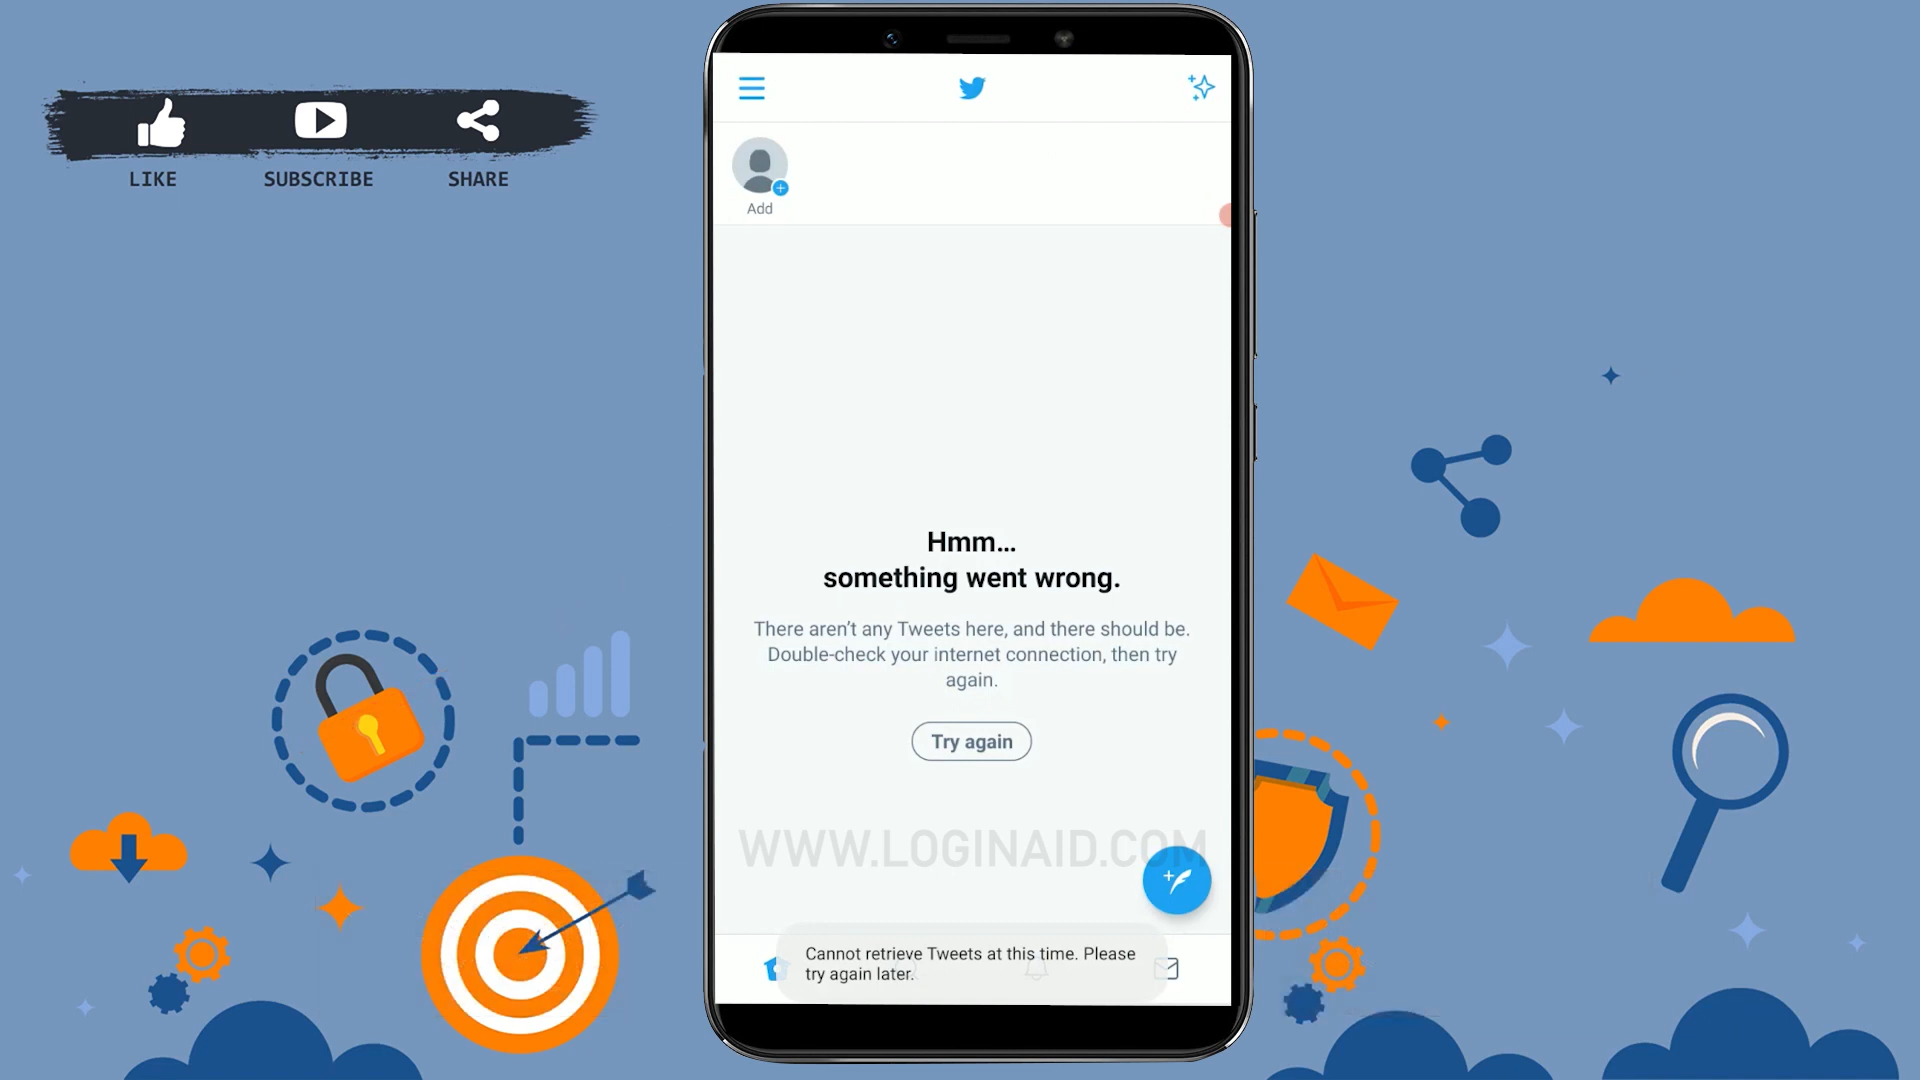 LIKE
SUBSCRIBE
SHARE
Add
Hmm...
something went wrong.
There aren't any Tweets here, and there should be.
Double-check your internet connection, then try
again.
Try again
WWW.LOGINAID.COM
Cannot retrieve Tweets at this time. Please
try again later.